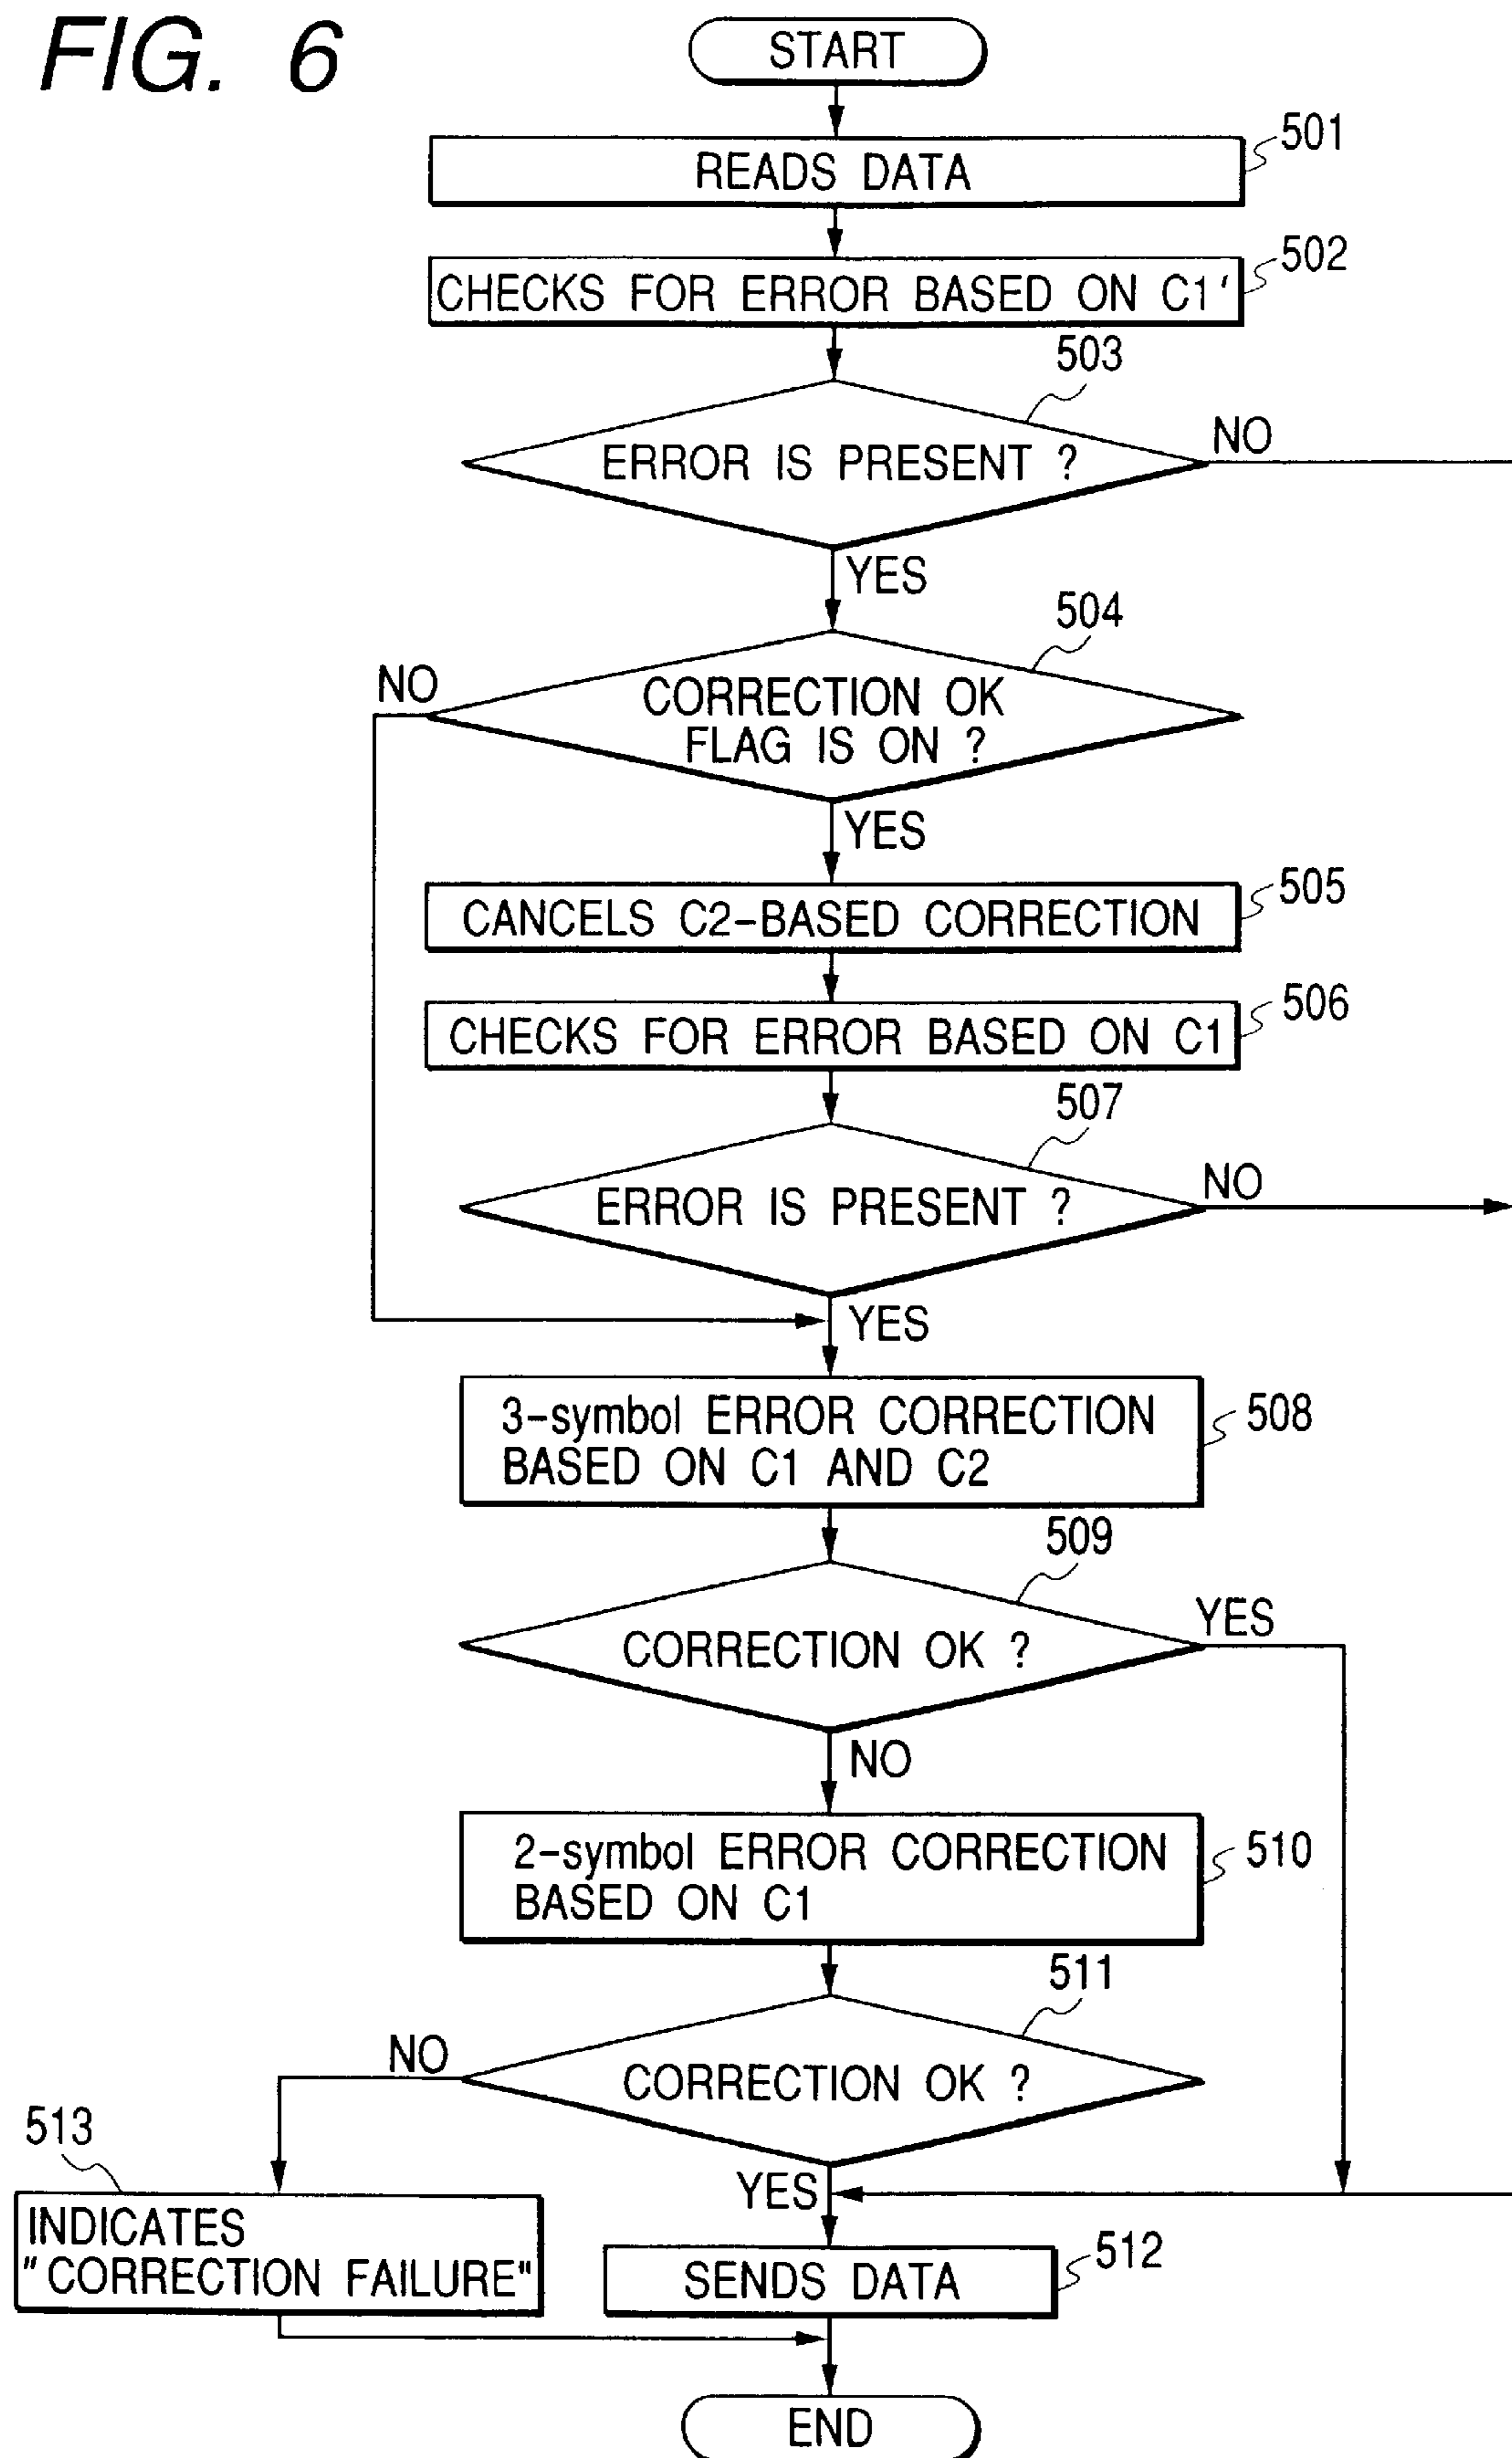 FIG. 6
START
READS DATA
501
CHECKS FOR ERROR BASED ON C1'
502
503
ERROR IS PRESENT ?
NO
YES
504
NO
CORRECTION OK
FLAG IS ON ?
YES
CANCELS C2-BASED CORRECTION
505
CHECKS FOR ERROR BASED ON C1
506
507
ERROR IS PRESENT ?
NO
YES
3-symbol ERROR CORRECTION
BASED ON C1 AND C2
508
509
CORRECTION OK ?
YES
NO
2-symbol ERROR CORRECTION
BASED ON C1
510
511
NO
CORRECTION OK ?
513
YES
INDICATES
"CORRECTION FAILURE"
SENDS DATA
512
END